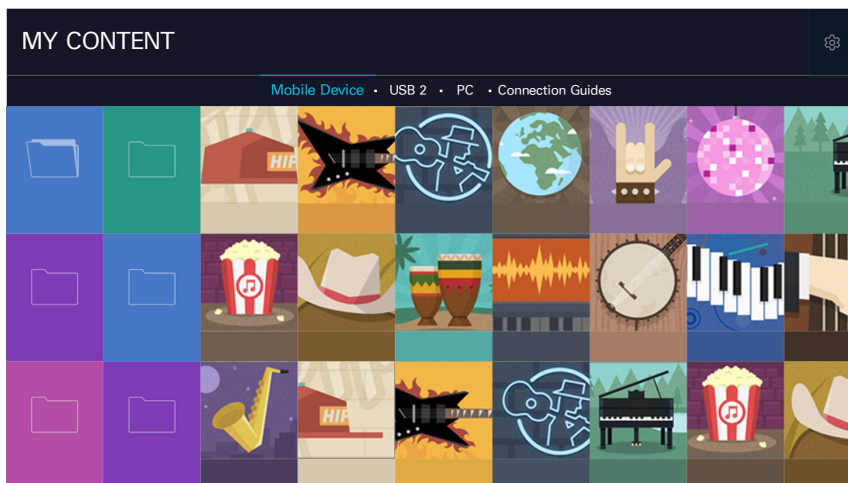 MY CONTENT
Mobile Device • USB 2 • PC • Connection Guides
HIP
HIP